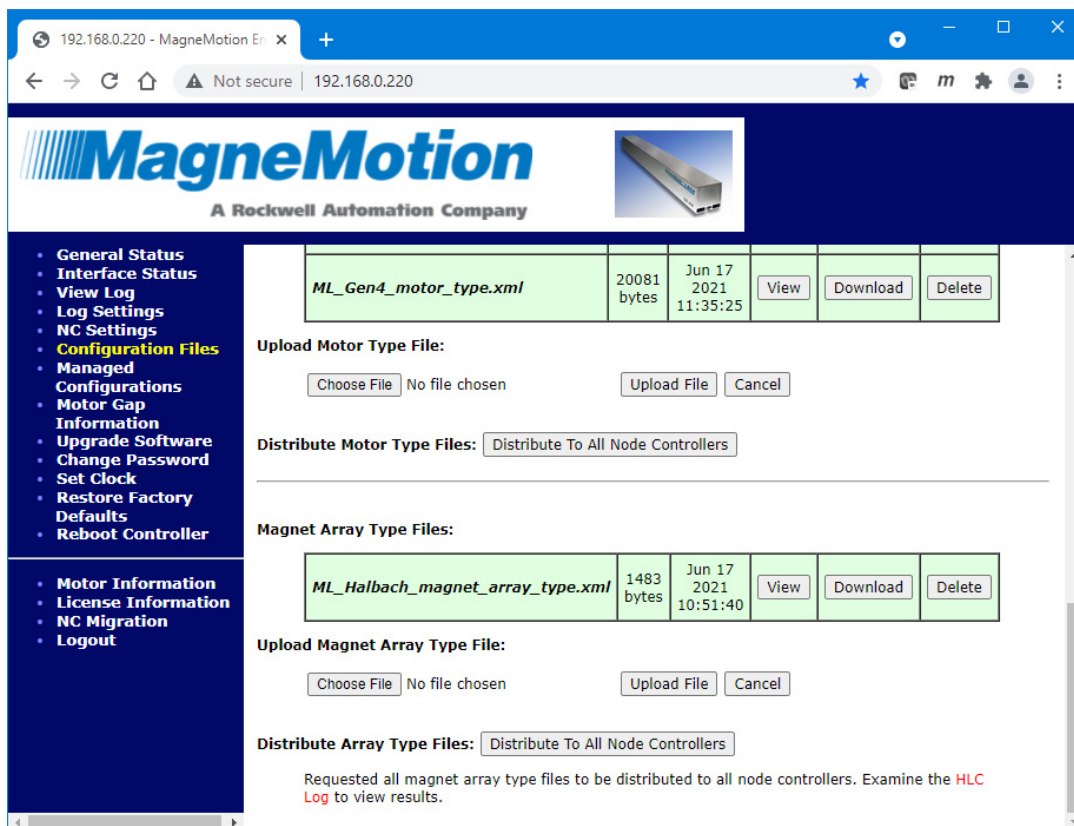 192.168.0.220 - MagneMotion En
Not secure | 192.168.0.220
m
MagneMotion
A Rockwell Automation Company
General Status
Interface Status
View Log
Log Settings
NC Settings
Configuration Files
Managed
Configurations
Motor Gap
Information
Upgrade Software
Change Password
Set Clock
Restore Factory
Defaults
Reboot Controller
Motor Information
License Information
NC Migration
Logout
ML_Gen4_motor_type.xml 20081 bytes Jun 17 2021 11:35:25 View Download Delete
Upload Motor Type File:
Choose File No file chosen Upload File Cancel
Distribute Motor Type Files: Distribute To All Node Controllers
Magnet Array Type Files:
ML_Halbach_magnet_array_type.xml 1483 bytes Jun 17 2021 10:51:40 View Download Delete
Upload Magnet Array Type File:
Choose File No file chosen Upload File Cancel
Distribute Array Type Files: Distribute To All Node Controllers
Requested all magnet array type files to be distributed to all node controllers. Examine the HLC
Log to view results.